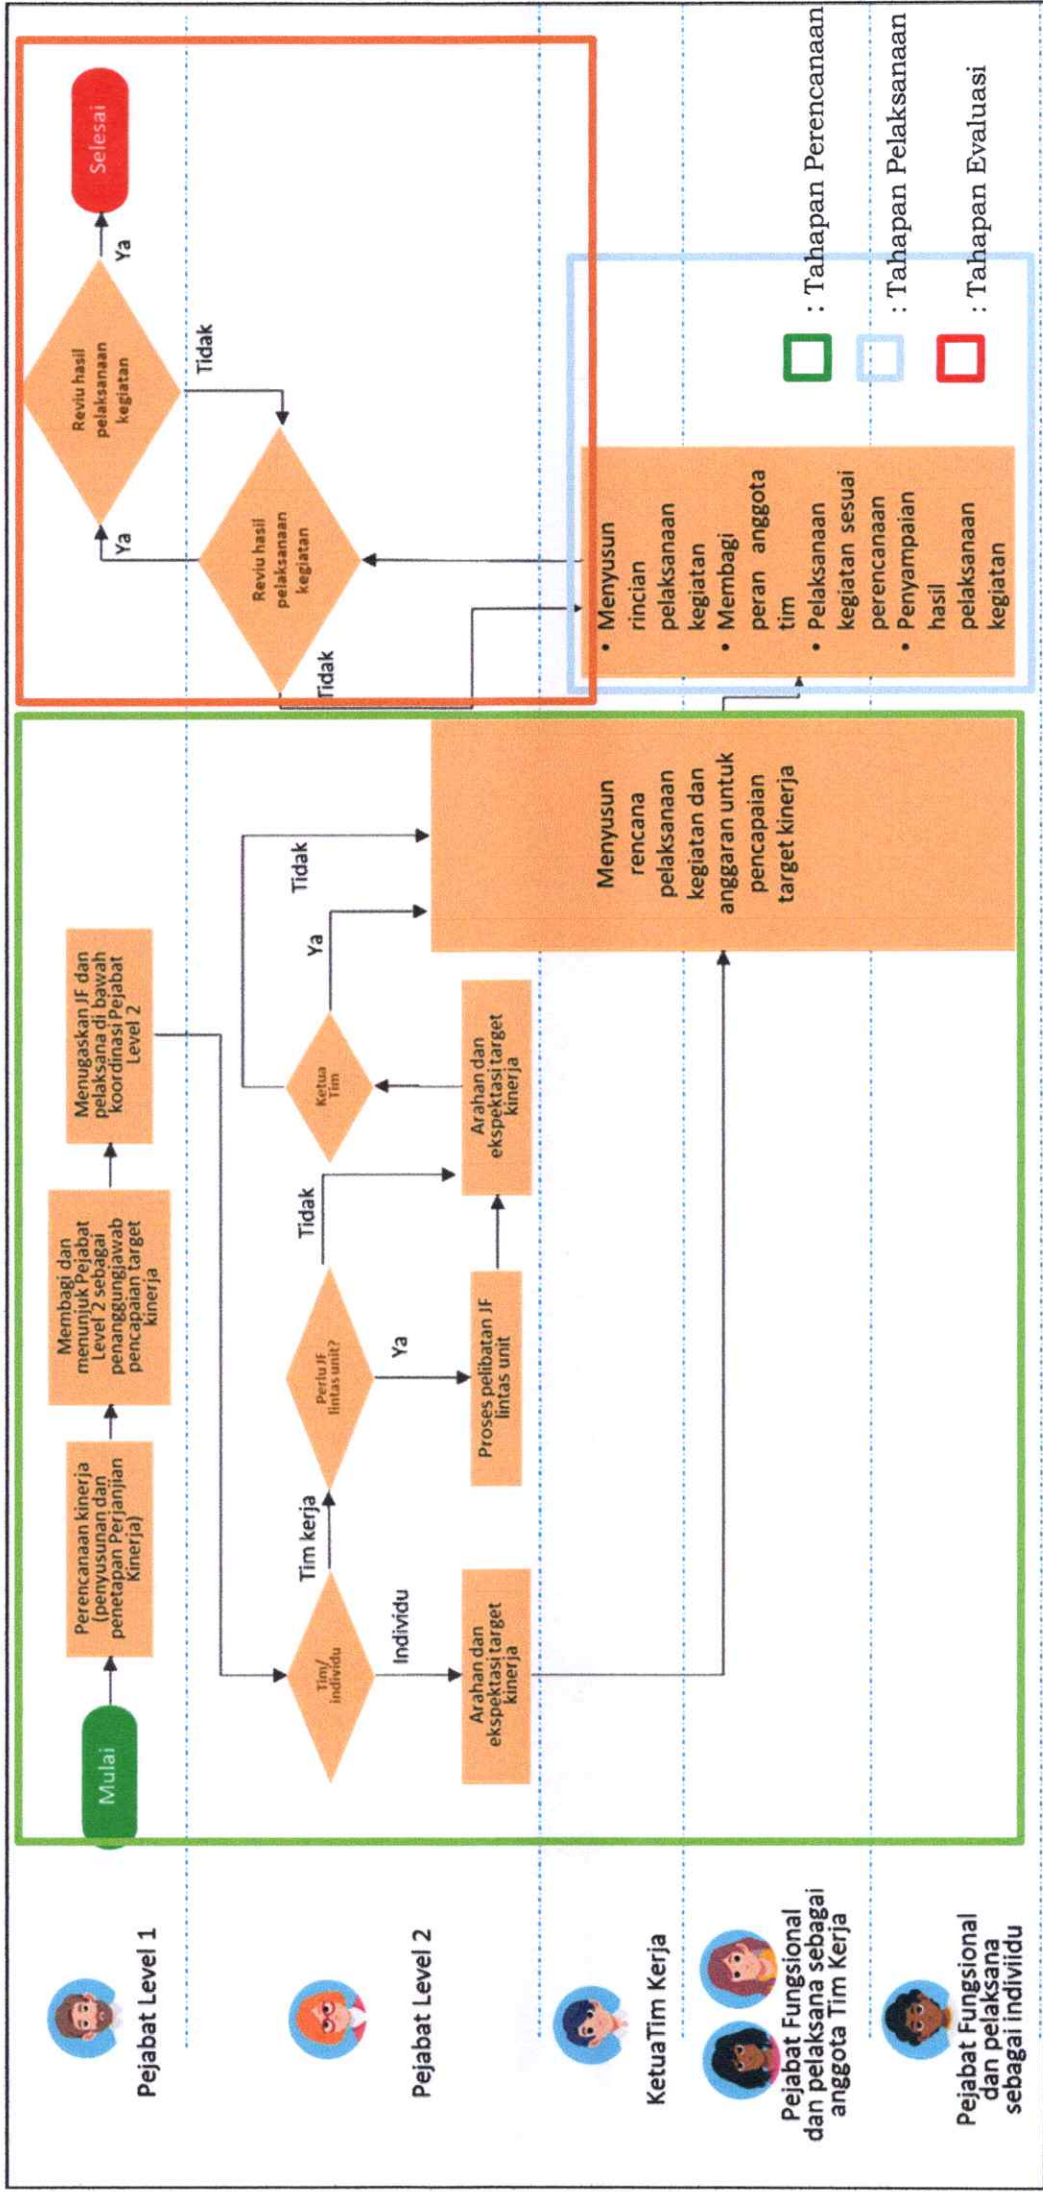 Pejabat Level 1
Mulai
Perencanaan kinerja
(penyusunan dan
penetapan Perjanjian
Kinerja)
Membagi dan
menunjuk Pejabat
Level 2 sebagai
penanggungjawab
pencapaian target
kinerja
Menugaskan JF dan
pelaksana di bawah
koordinasi Pejabat
Level 2
Reviu hasil
pelaksanaan
kegiatan
Ya
Selesai
Tidak
Pejabat Level 2
Tim/
individu
Tim kerja
Individu
Arahan dan
ekspektasi target
kinerja
Perlu JF
lintas unit?
Ya
Tidak
Proses pelibatan JF
lintas unit
Arahan dan
ekspektasi target
kinerja
Ketua
Tim
Ya
Tidak
Tidak
Reviu hasil
pelaksanaan
kegiatan
Ya
KetuaTim Kerja
Pejabat Fungsional
dan pelaksana sebagai
anggota Tim Kerja
Pejabat Fungsional
dan pelaksana
sebagai indiviidu
Menyusun
rencana
pelaksanaan
kegiatan dan
anggaran untuk
pencapaian
target kinerja
• Menyusun
rincian
pelaksanaan
kegiatan
• Membagi
peran anggota
tim
• Pelaksanaan
kegiatan sesuai
perencanaan
• Penyampaian
hasil
pelaksanaan
kegiatan
: Tahapan Perencanaan
: Tahapan Pelaksanaan
: Tahapan Evaluasi